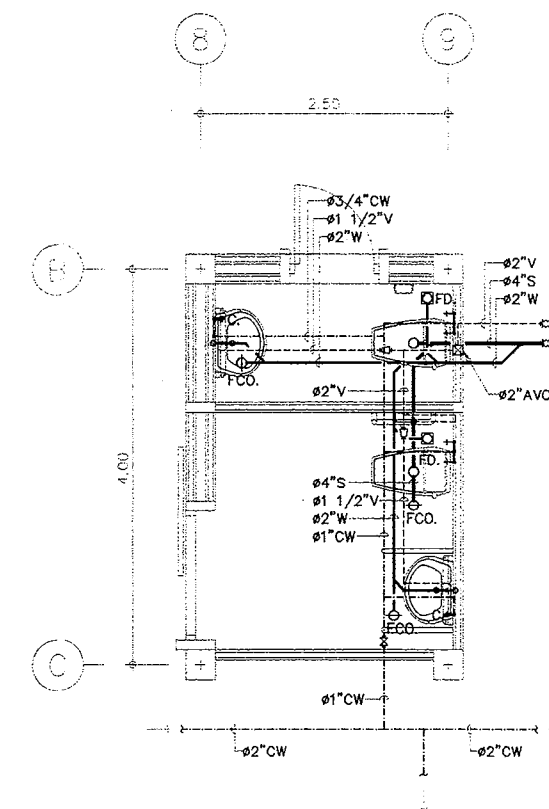 8
9
2.50
ø3/4"CW
ø1 1/2"V
ø2"W
B
ø2"V
ø4"S
ø2"W
FD.
C
FCO.
ø2"V
ø2"AVC
4.00
FD.
ø4"S
ø1 1/2"V
FCO.
ø2"W
ø1"CW
C
FCO.
C
ø1"CW
ø2"CW
ø2"CW